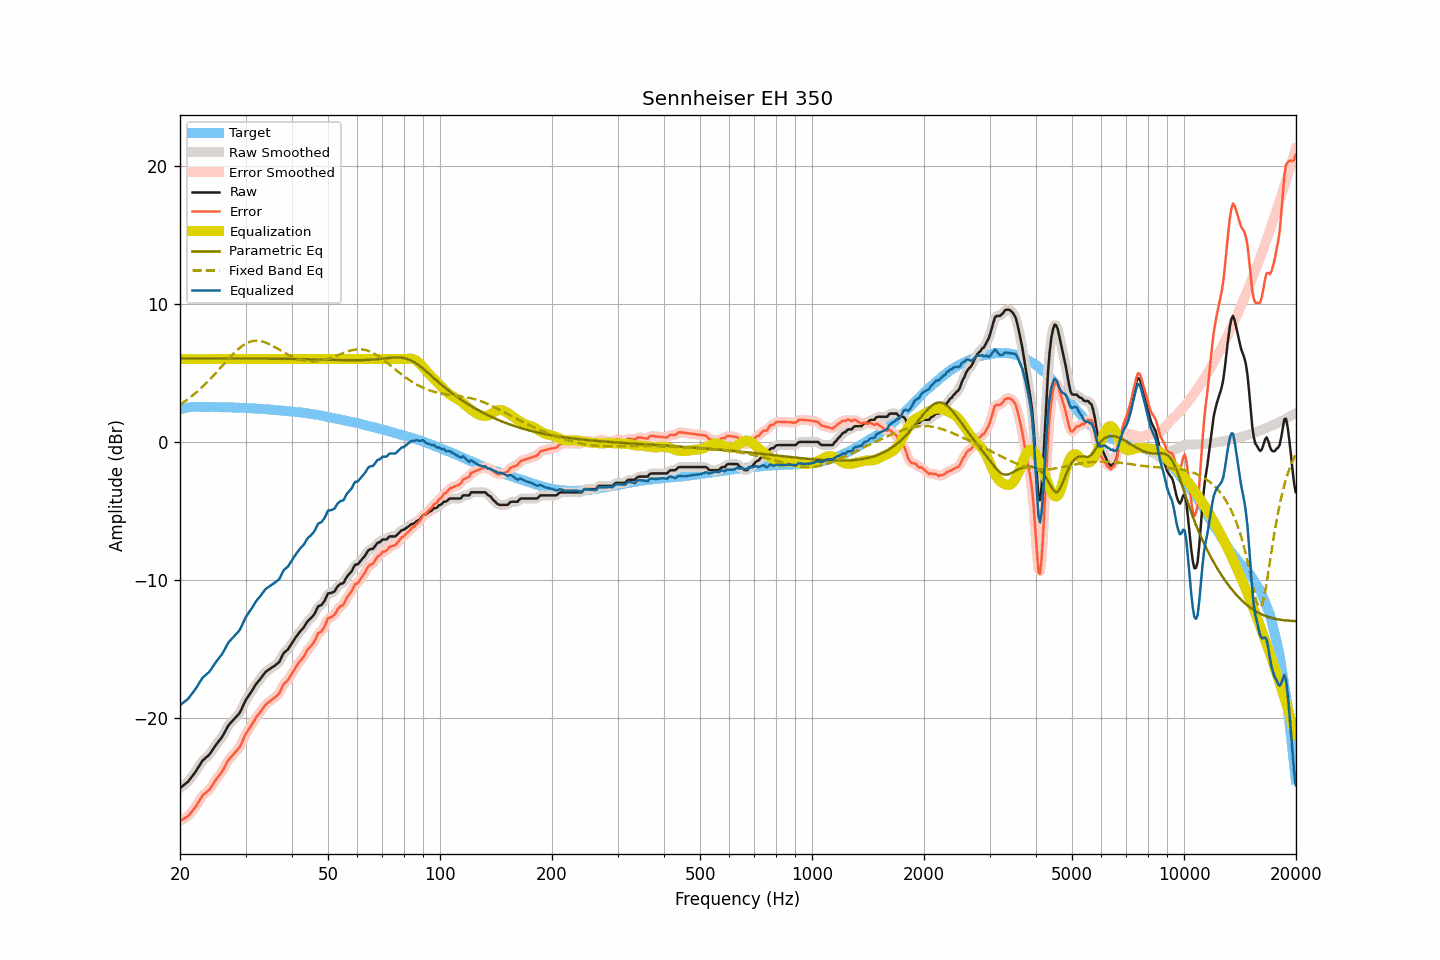 Sennheiser EH 350
Target
Raw Smoothed
Error Smoothed
Raw
Error
Equalization
Parametric Eq
Fixed Band Eq
Equalized
20
10
0
−10
−20
Amplitude (dBr)
20 50 100 200 500 1000 2000 5000 10000 20000
Frequency (Hz)